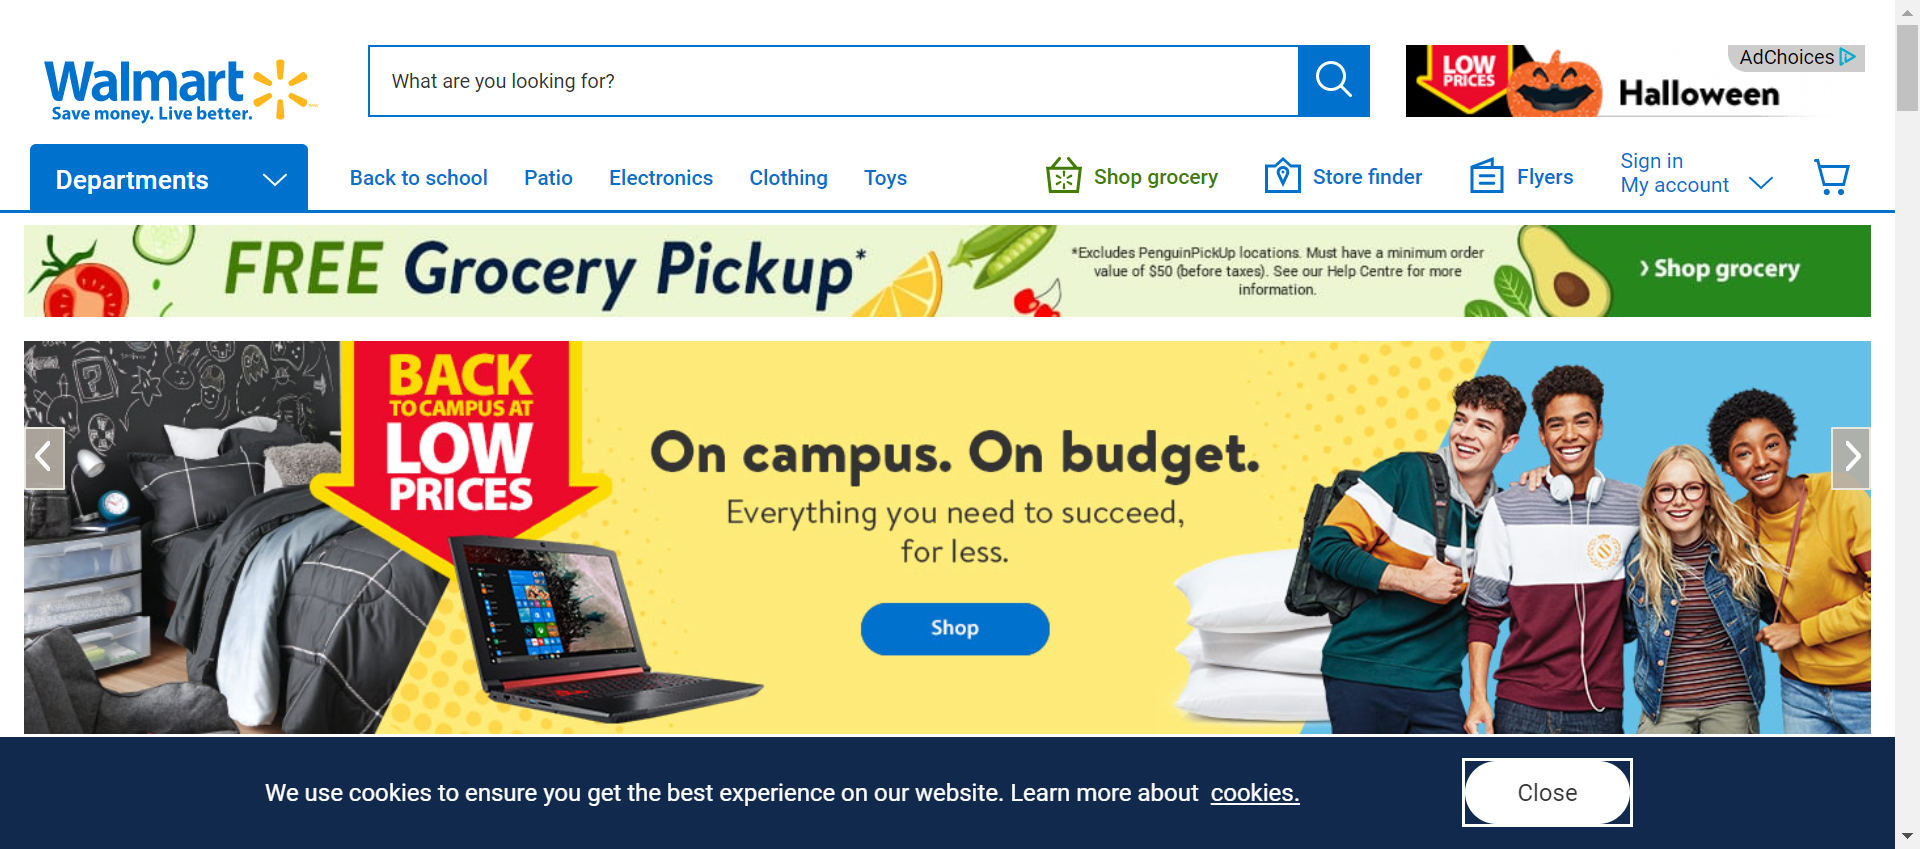 Walmart
Save money. Live better.
What are you looking for?
AdChoices
LOW
PRICES
Halloween
Departments
Back to school
Patio
Electronics
Clothing
Toys
Shop grocery
Store finder
Flyers
Sign in
My account
FREE Grocery Pickup*
*Excludes PenguinPickUp locations. Must have a minimum order
value of $50 (before taxes). See our Help Centre for more
information.
› Shop grocery
BACK
TO CAMPUS AT
LOW
PRICES
On campus. On budget.
Everything you need to succeed,
for less.
Shop
We use cookies to ensure you get the best experience on our website. Learn more about cookies.
Close